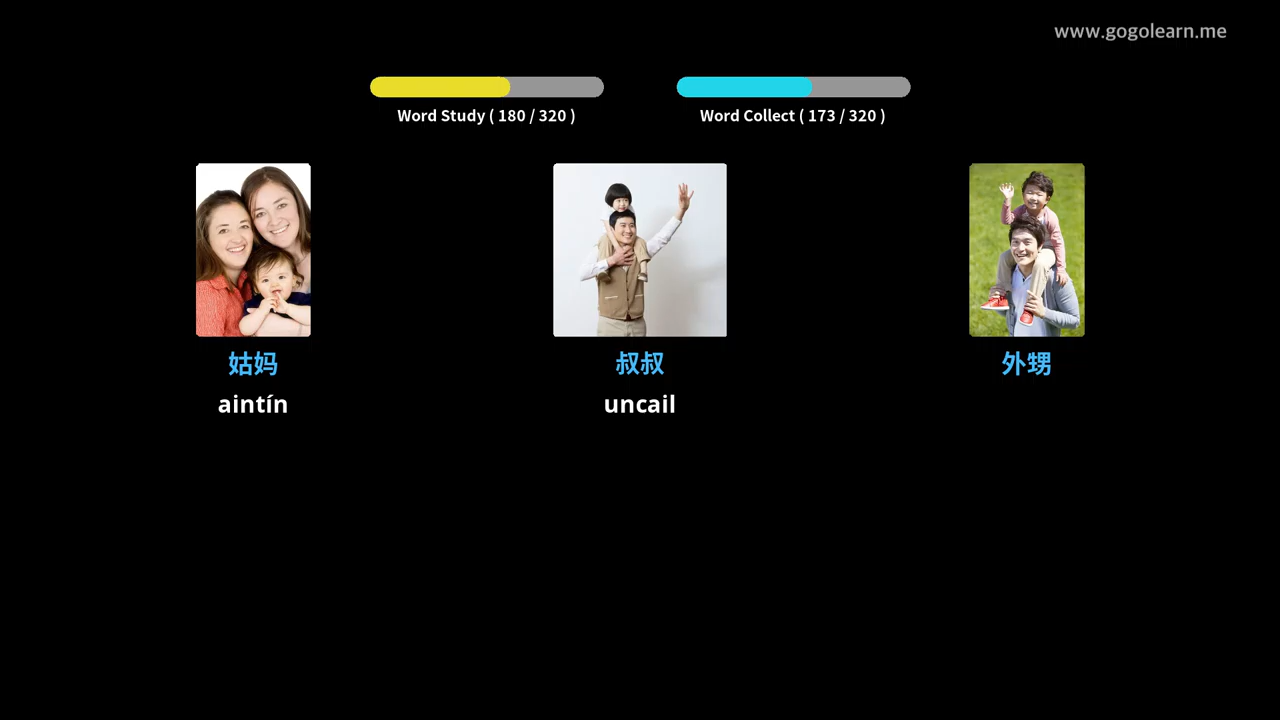 www.gogolearn.me
Word Study ( 180 / 320 )
Word Collect ( 173 / 320 )
姑妈
叔叔
外甥
aintín
uncail